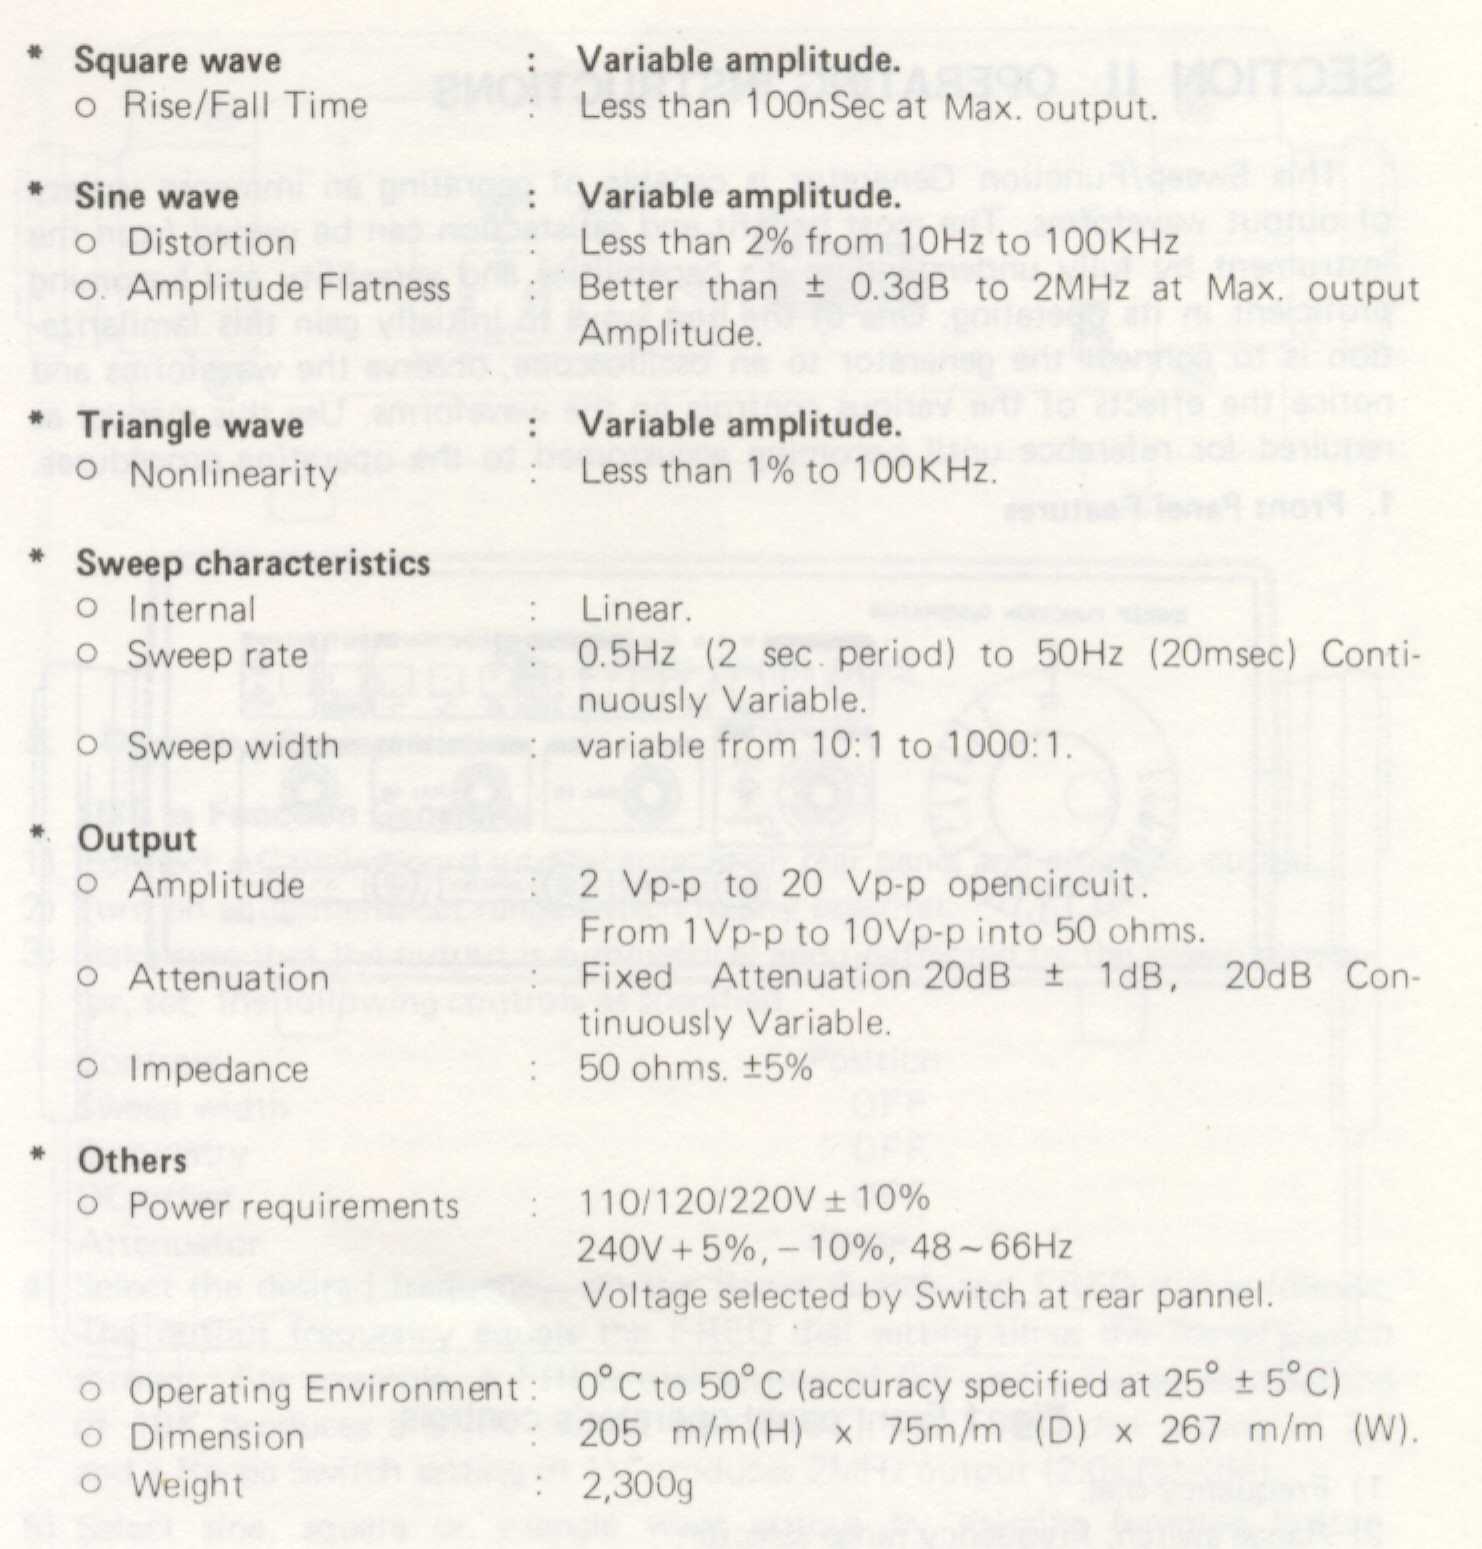 * Square wave : Variable amplitude.
o Rise/Fall Time : Less than 100nSec at Max. output.
* Sine wave : Variable amplitude.
o Distortion : Less than 2% from 10Hz to 100KHz
o. Amplitude Flatness : Better than ± 0.3dB to 2MHz at Max. output
Amplitude.
* Triangle wave : Variable amplitude.
o Nonlinearity : Less than 1% to 100KHz.
* Sweep characteristics
o Internal : Linear.
o Sweep rate : 0.5Hz (2 sec. period) to 50Hz (20msec) Conti-
nuously Variable.
o Sweep width : variable from 10:1 to 1000:1.
* Output
o Amplitude : 2 Vp-p to 20 Vp-p opencircuit.
From 1Vp-p to 10Vp-p into 50 ohms.
o Attenuation : Fixed Attenuation 20dB ± 1dB, 20dB Con-
tinuously Variable.
o Impedance : 50 ohms. ±5%
* Others
o Power requirements : 110/120/220V ± 10%
240V + 5%, − 10%, 48 ~ 66Hz
Voltage selected by Switch at rear pannel.
o Operating Environment : 0°C to 50°C (accuracy specified at 25° ± 5°C)
o Dimension : 205 m/m(H) x 75m/m (D) x 267 m/m (W).
o Weight : 2,300g